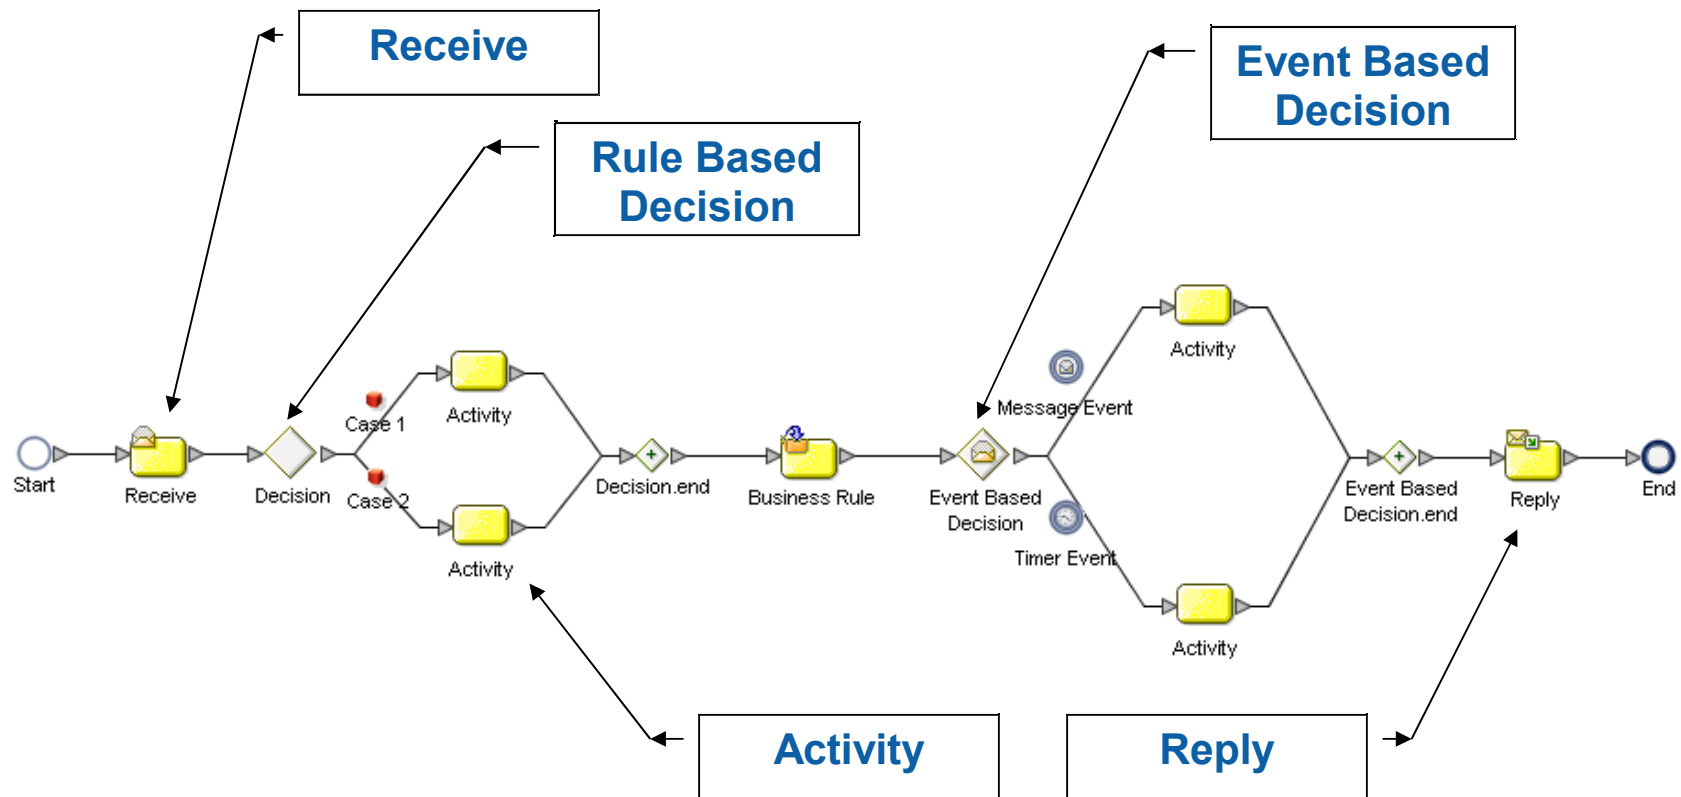 Receive
Event Based
Decision
Rule Based
Decision
Activity
Message Event
Case 1
Activity
Start
Receive
Decision
Case 2
Decision.end
Business Rule
Event Based
Decision
Event Based
Decision.end
Reply
End
Timer Event
Activity
Activity
Activity
Reply